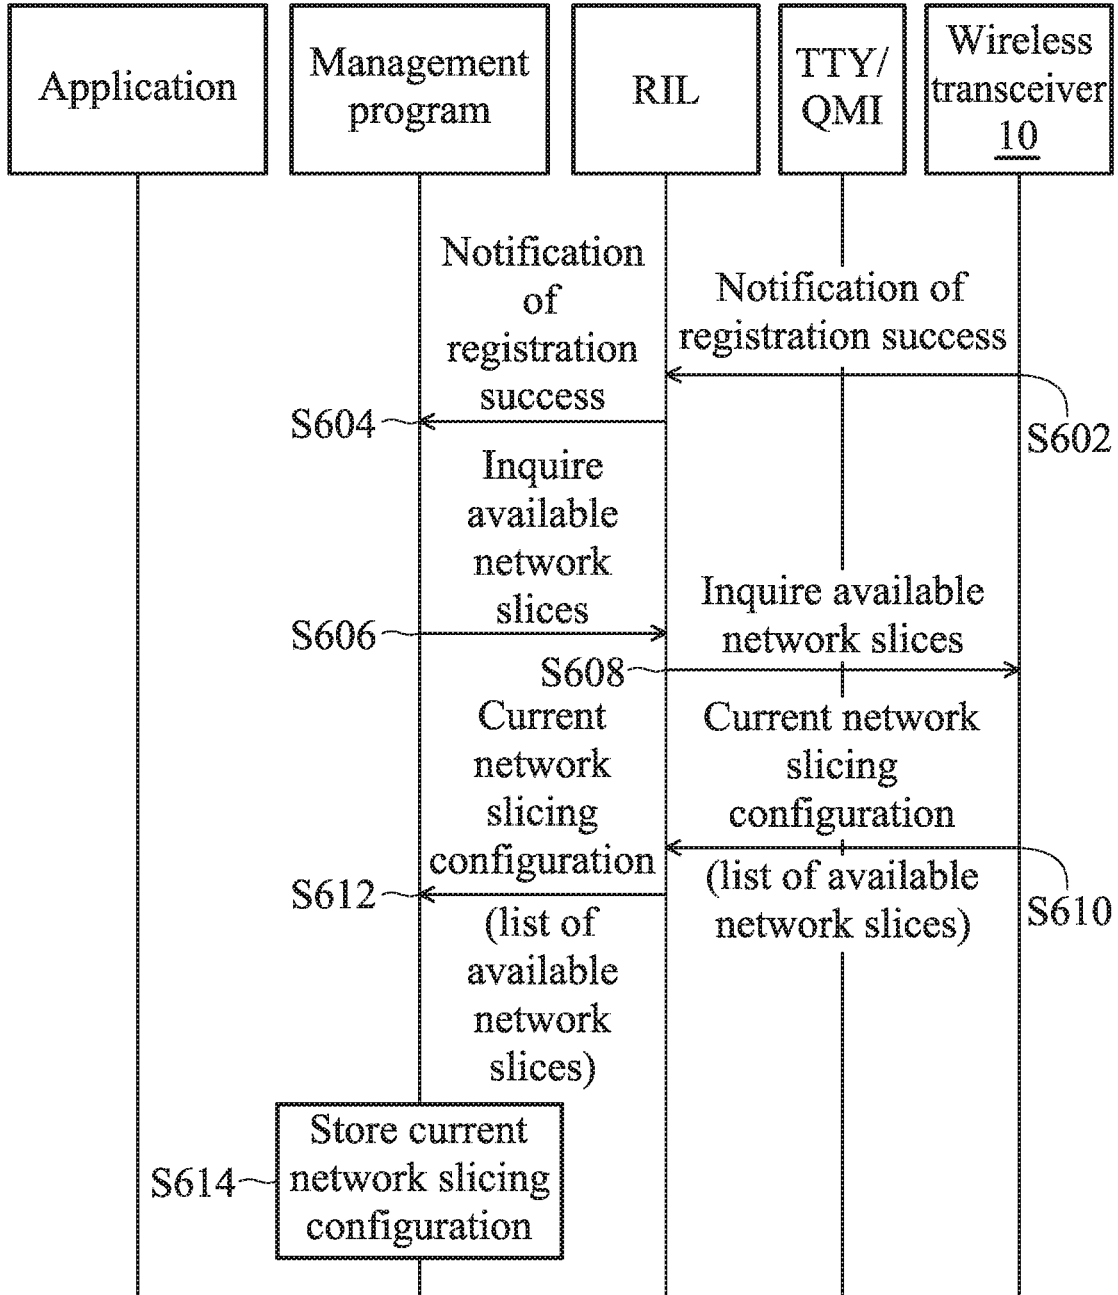 Application
Management
program
RIL
TTY/
QMI
Wireless
transceiver
10
Notification
of
registration
success
Notification of
registration success
S602
S604
Inquire
available
network
slices
S606
Inquire available
network slices
S608
Current
network
slicing
configuration
(list of
available
network
slices)
Current network
slicing
configuration
(list of available
network slices)
S610
S612
Store current
network slicing
configuration
S614